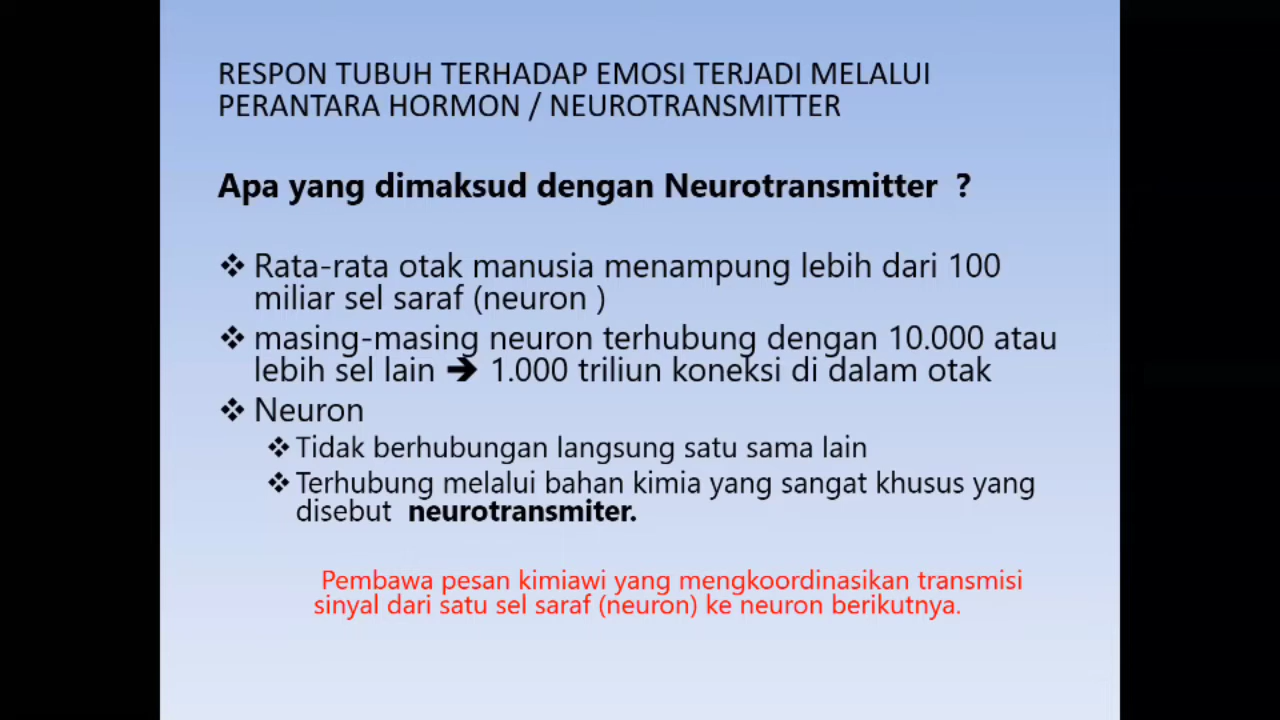 RESPON TUBUH TERHADAP EMOSI TERJADI MELALUI
PERANTARA HORMON / NEUROTRANSMITTER
Apa yang dimaksud dengan Neurotransmitter ?
❖ Rata-rata otak manusia menampung lebih dari 100
miliar sel saraf (neuron )
❖ masing-masing neuron terhubung dengan 10.000 atau
lebih sel lain ➔ 1.000 triliun koneksi di dalam otak
❖ Neuron
❖ Tidak berhubungan langsung satu sama lain
❖ Terhubung melalui bahan kimia yang sangat khusus yang
disebut neurotransmiter.
Pembawa pesan kimiawi yang mengkoordinasikan transmisi
sinyal dari satu sel saraf (neuron) ke neuron berikutnya.